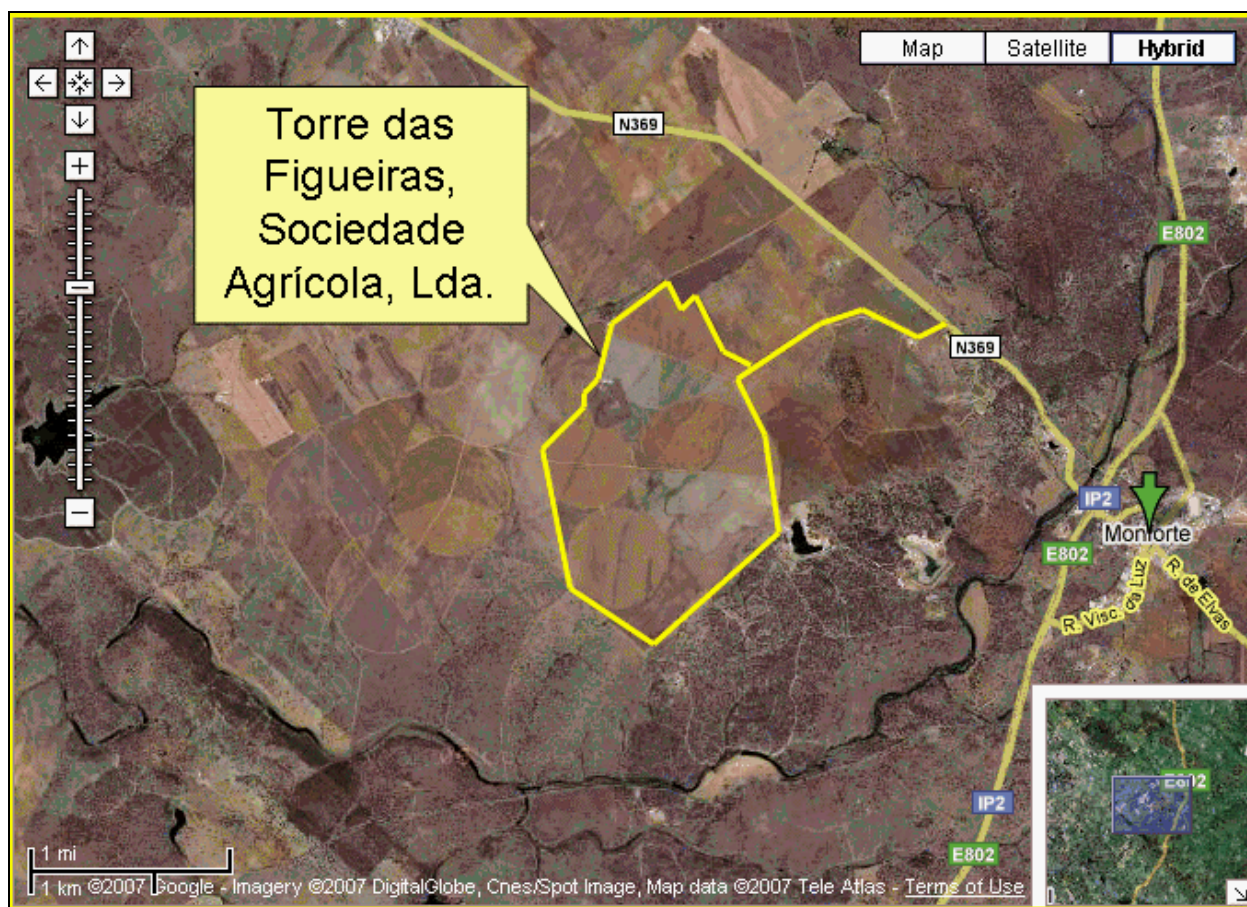 Map
Satellite
Hybrid
Torre das
Figueiras,
Sociedade
Agrícola, Lda.
N369
E802
N369
IP2
Monforte
E802
R. Visc. da Luz
R. de Elvas
E802
IP2
E802
1 mi
1 km
©2007 Google - Imagery ©2007 DigitalGlobe, Cnes/Spot Image, Map data ©2007 Tele Atlas - Terms of Use